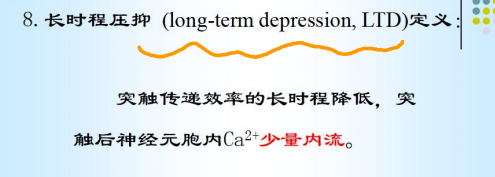 8. 长时程压抑 (long-term depression, LTD)定义:
突触传递效率的长时程降低，突
触后神经元胞内Ca²⁺少量内流。